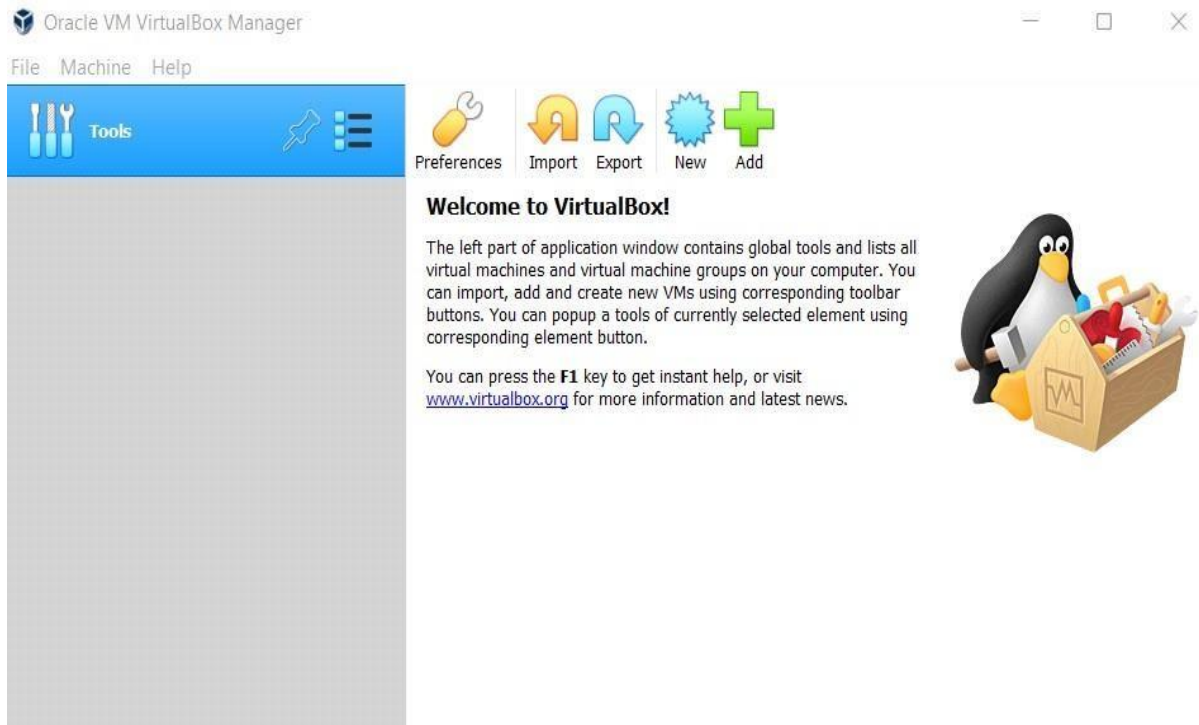 Oracle VM VirtualBox Manager
File Machine Help
Tools
Preferences Import Export New Add
Welcome to VirtualBox!
The left part of application window contains global tools and lists all
virtual machines and virtual machine groups on your computer. You
can import, add and create new VMs using corresponding toolbar
buttons. You can popup a tools of currently selected element using
corresponding element button.
You can press the F1 key to get instant help, or visit
www.virtualbox.org for more information and latest news.